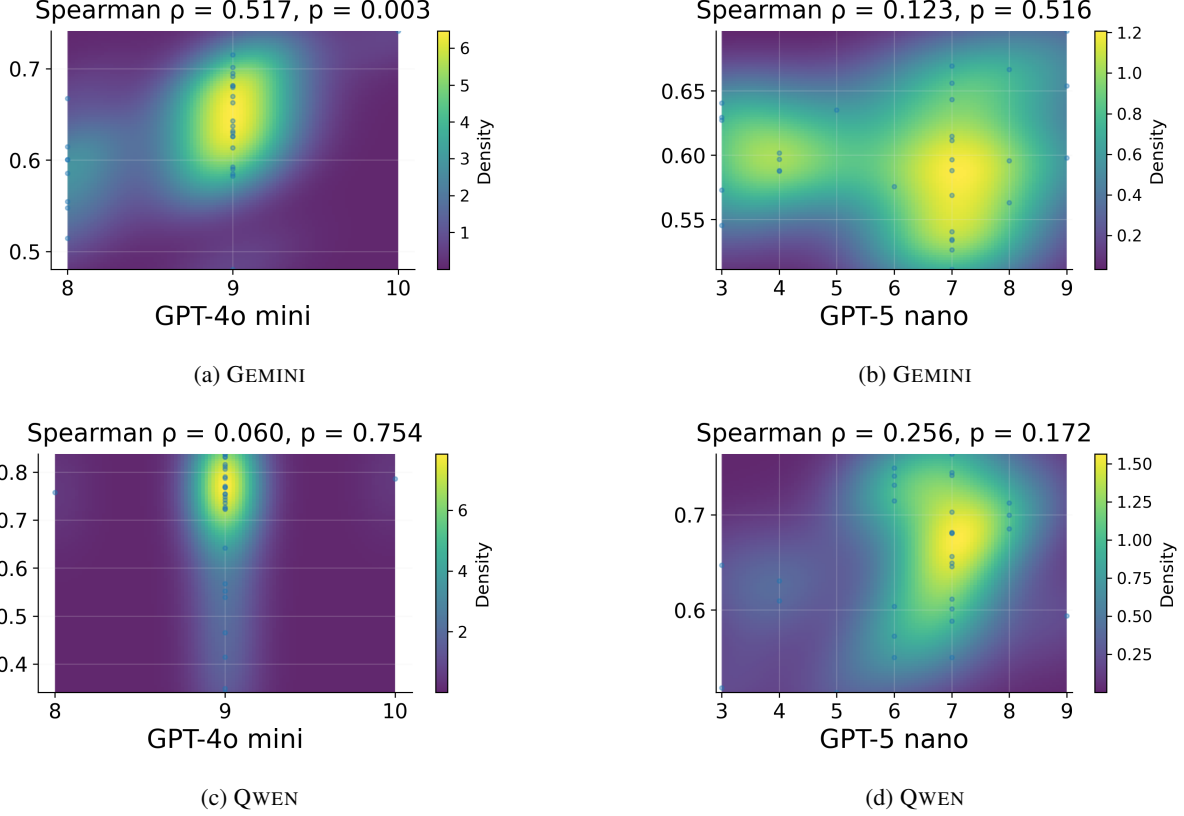 Spearman ρ = 0.517, p = 0.003
0.7
0.6
0.5
8 9 10
GPT-4o mini
6
5
4
3
2
1
Density
(a) GEMINI
Spearman ρ = 0.123, p = 0.516
0.65
0.60
0.55
3 4 5 6 7 8 9
GPT-5 nano
1.2
1.0
0.8
0.6
0.4
0.2
Density
(b) GEMINI
Spearman ρ = 0.060, p = 0.754
0.8
0.7
0.6
0.5
0.4
8 9 10
GPT-4o mini
6
4
2
Density
(c) QWEN
Spearman ρ = 0.256, p = 0.172
0.7
0.6
3 4 5 6 7 8 9
GPT-5 nano
1.50
1.25
1.00
0.75
0.50
0.25
Density
(d) QWEN